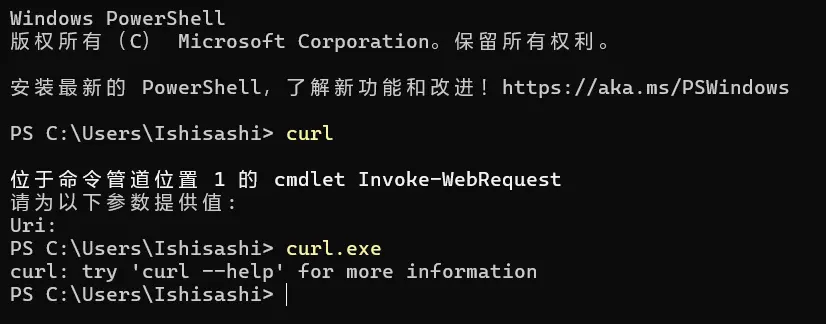 Windows PowerShell
版权所有（C） Microsoft Corporation。保留所有权利。
安装最新的 PowerShell，了解新功能和改进！https://aka.ms/PSWindows
PS C:\Users\Ishisashi> curl
位于命令管道位置 1 的 cmdlet Invoke-WebRequest
请为以下参数提供值:
Uri:
PS C:\Users\Ishisashi> curl.exe
curl: try 'curl --help' for more information
PS C:\Users\Ishisashi>